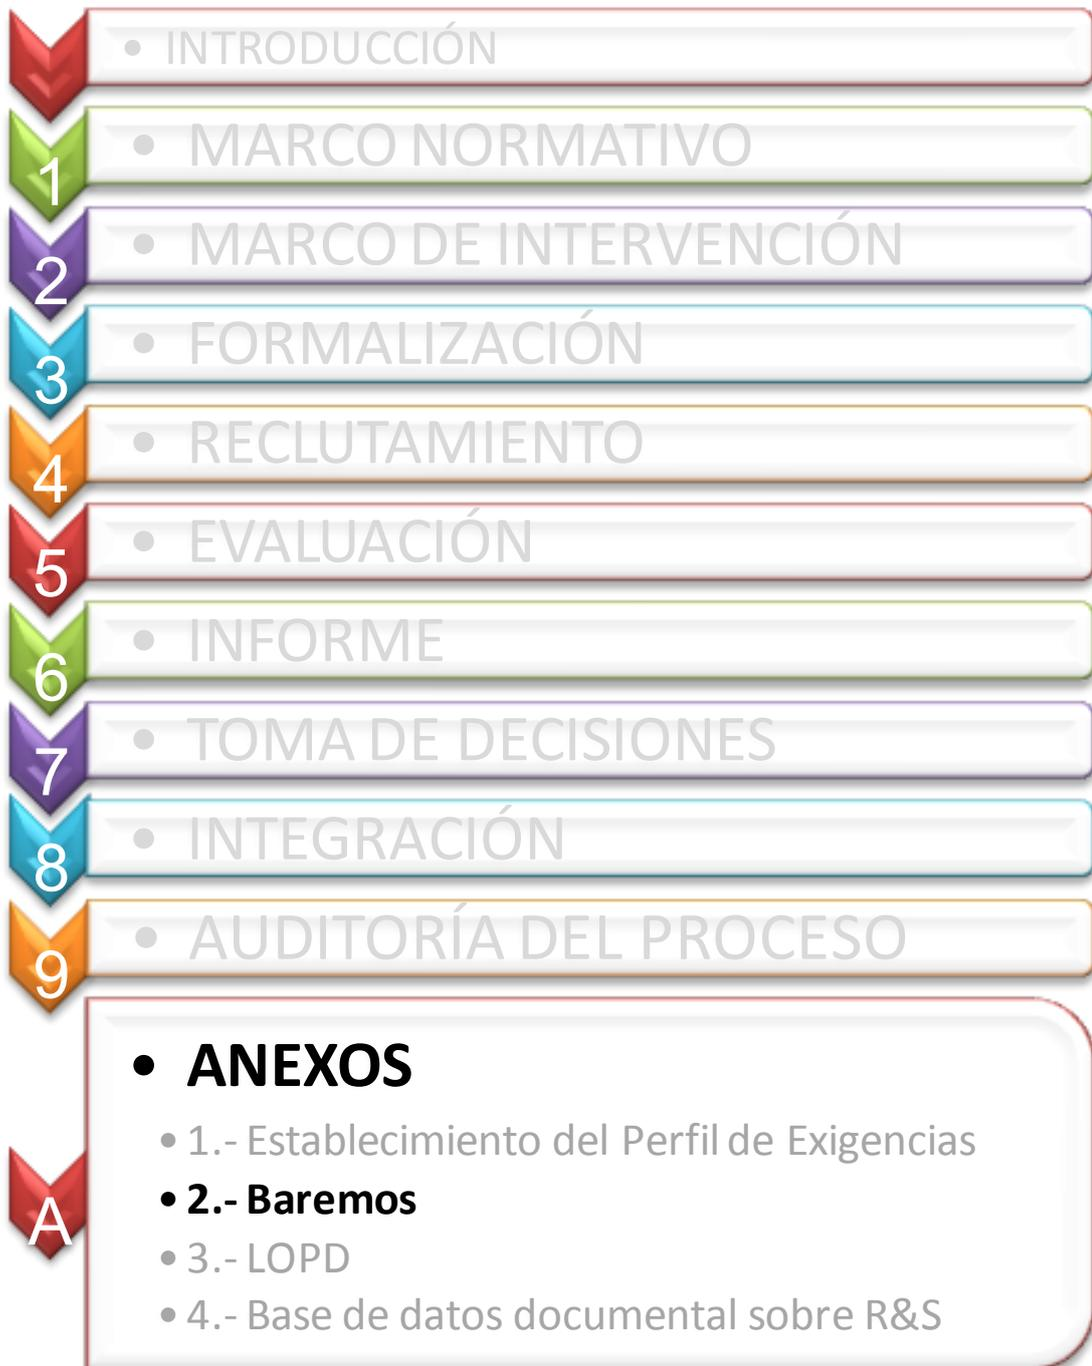 • INTRODUCCIÓN
1 • MARCO NORMATIVO
2 • MARCO DE INTERVENCIÓN
3 • FORMALIZACIÓN
4 • RECLUTAMIENTO
5 • EVALUACIÓN
6 • INFORME
7 • TOMA DE DECISIONES
8 • INTEGRACIÓN
9 • AUDITORÍA DEL PROCESO
• ANEXOS
• 1.- Establecimiento del Perfil de Exigencias
A • 2.- Baremos
• 3.- LOPD
• 4.- Base de datos documental sobre R&S